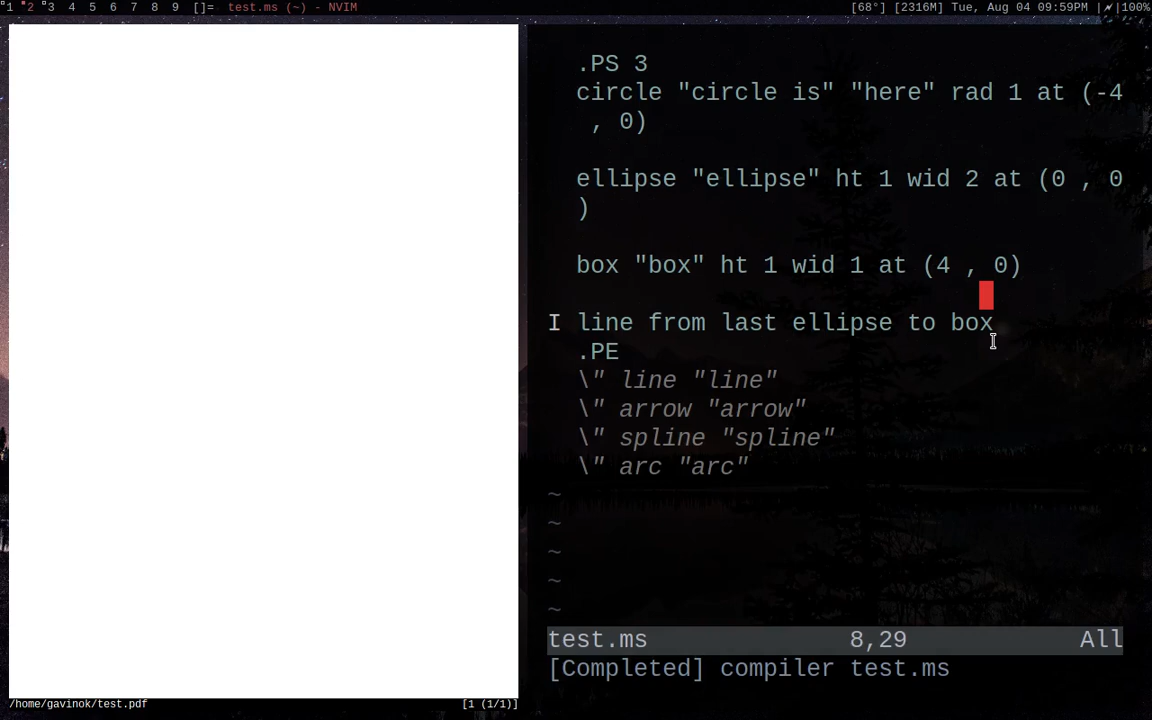 1 2 3 4 5 6 7 8 9 []= test.ms (~) - NVIM
[68°] [2316M] Tue, Aug 04 09:59PM | |100%
.PS 3
circle "circle is" "here" rad 1 at (-4
, 0)
ellipse "ellipse" ht 1 wid 2 at (0 , 0
)
box "box" ht 1 wid 1 at (4 , 0)
I line from last ellipse to box
.PE
\" line "line"
\" arrow "arrow"
\" spline "spline"
\" arc "arc"
~
~
~
~
~
test.ms 8,29 All
[Completed] compiler test.ms
/home/gavinok/test.pdf [1 (1/1)]